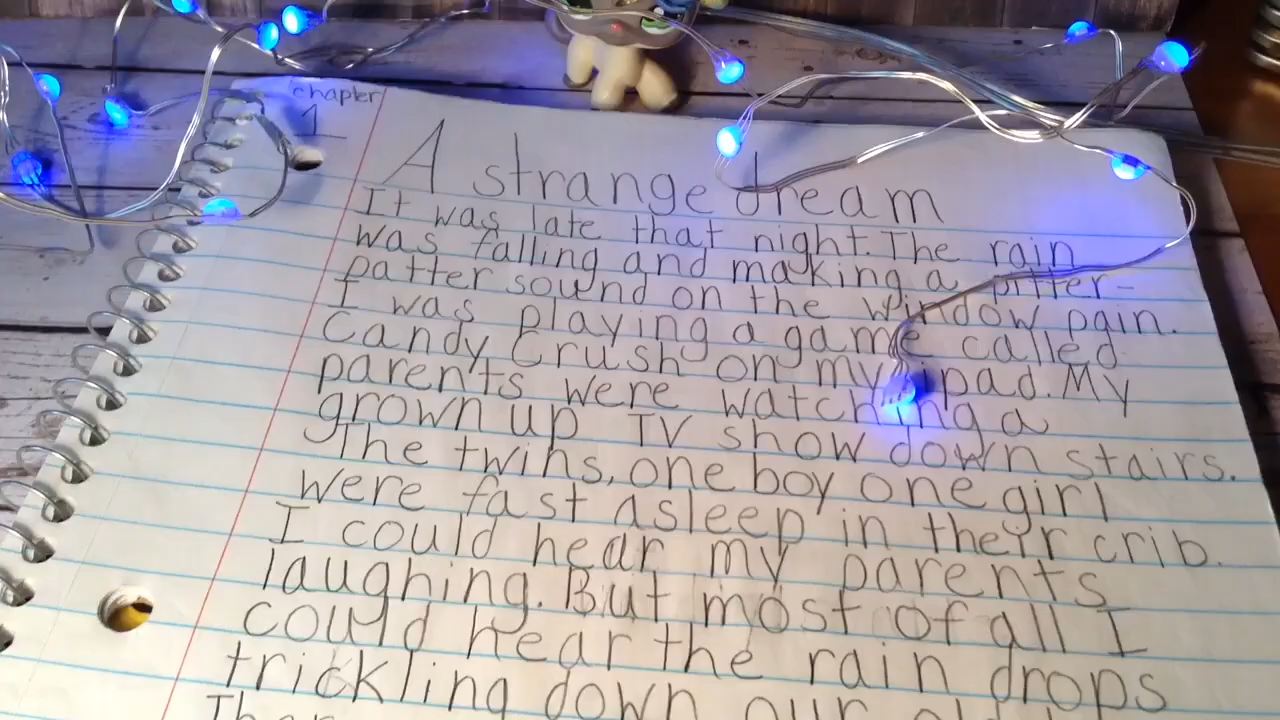 chapter
1
A strange dream
It was late that night. The rain
was falling and making a pitter-
patter sound on the window pain.
I was playing a game called
Candy Crush on my ipad. My
parents were watching a
grown up TV show down stairs.
The twins, one boy one girl
were fast asleep in their crib.
I could hear my parents
laughing. But most of all I
could hear the rain drops
trickling down our